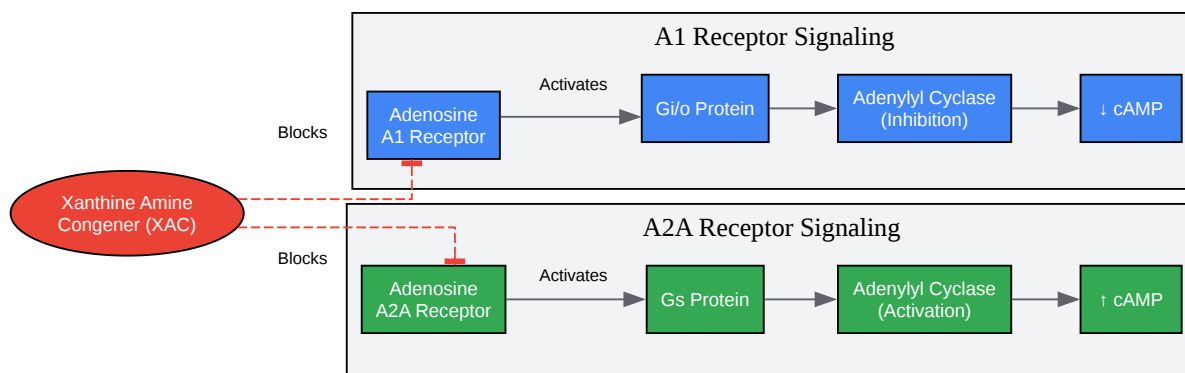 A1 Receptor Signaling
Adenosine
A1 Receptor
Activates
Gi/o Protein
Adenylyl Cyclase
(Inhibition)
↓ cAMP
Blocks
Xanthine Amine
Congener (XAC)
A2A Receptor Signaling
Blocks
Adenosine
A2A Receptor
Activates
Gs Protein
Adenylyl Cyclase
(Activation)
↑ cAMP